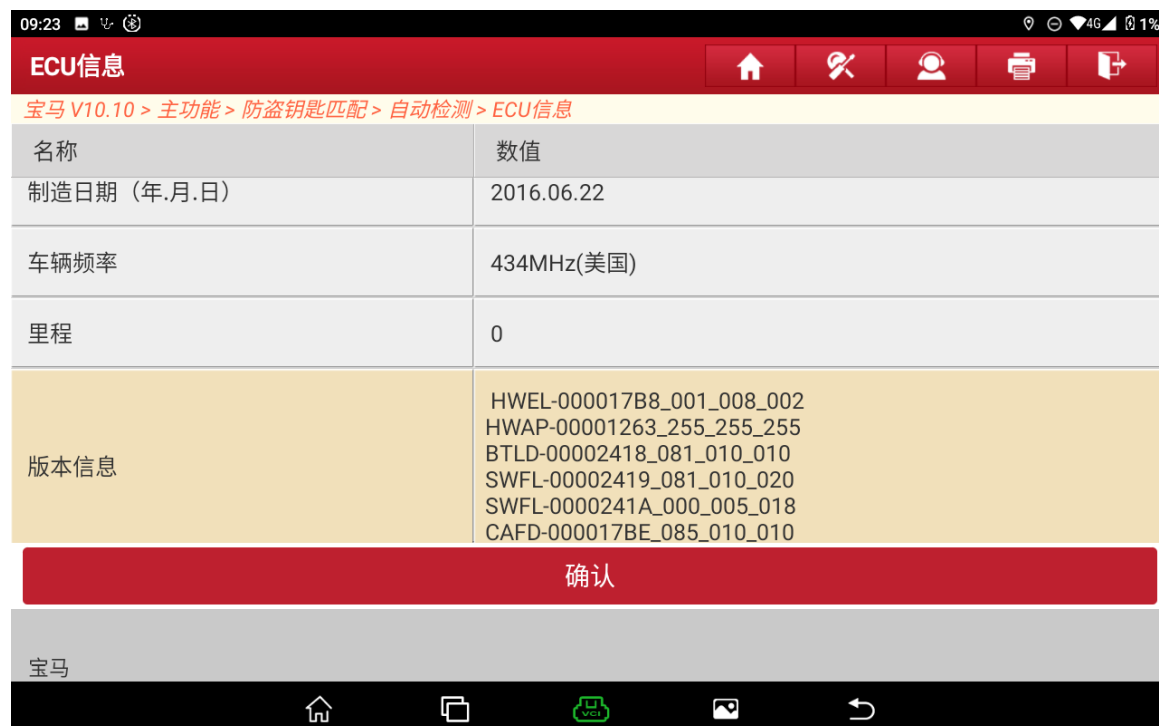 09:23
4G 1%
ECU信息
宝马 V10.10 > 主功能 > 防盗钥匙匹配 > 自动检测 > ECU信息
名称 数值
制造日期（年.月.日） 2016.06.22
车辆频率 434MHz(美国)
里程 0
版本信息
HWEL-000017B8_001_008_002
HWAP-00001263_255_255_255
BTLD-00002418_081_010_010
SWFL-00002419_081_010_020
SWFL-0000241A_000_005_018
CAFD-000017BE_085_010_010
确认
宝马
VCI